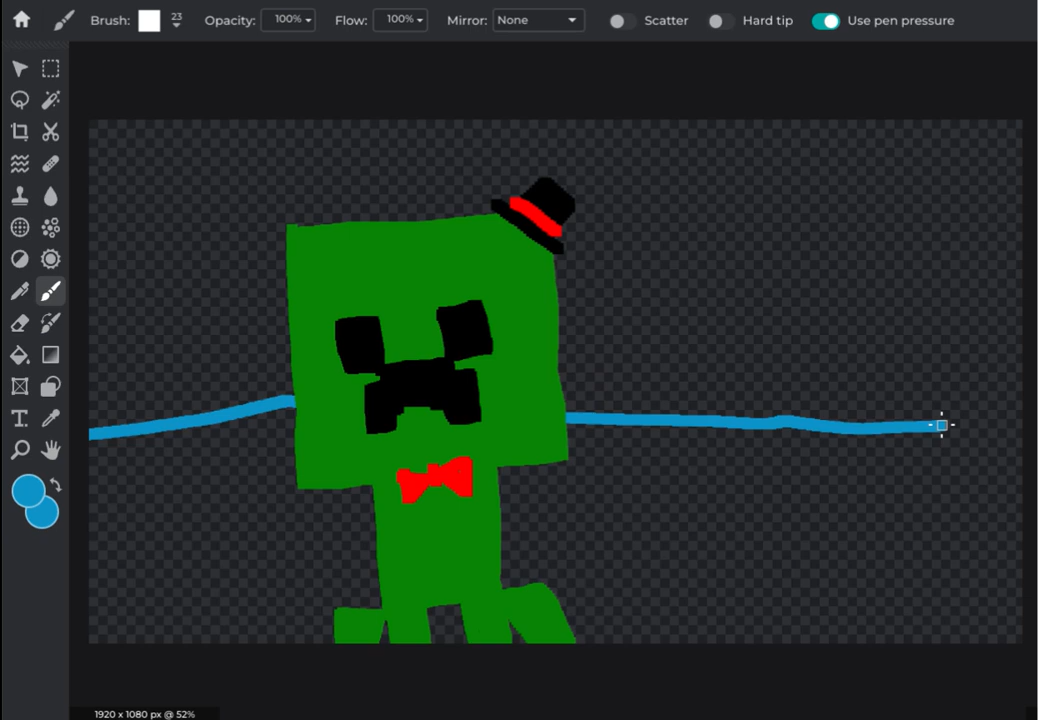 Brush: 23 Opacity: 100% Flow: 100% Mirror: None Scatter Hard tip Use pen pressure
1920 x 1080 px @ 52%